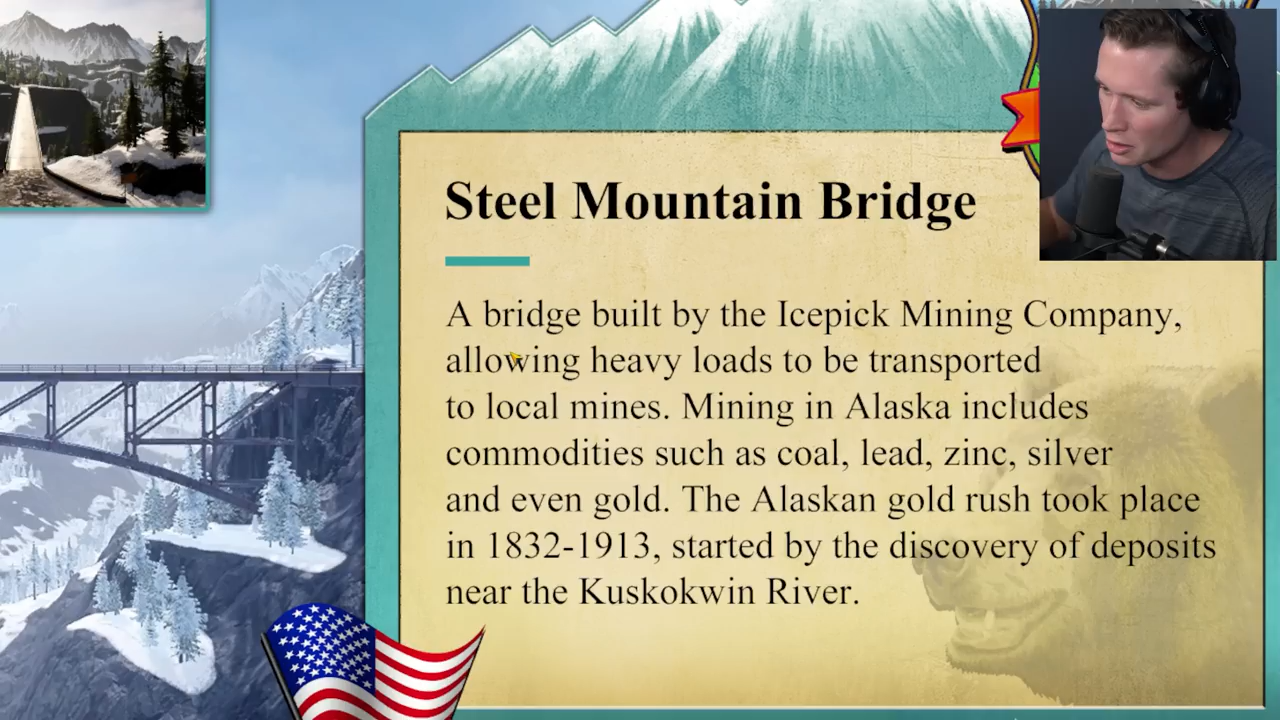 Steel Mountain Bridge
A bridge built by the Icepick Mining Company,
allowing heavy loads to be transported
to local mines. Mining in Alaska includes
commodities such as coal, lead, zinc, silver
and even gold. The Alaskan gold rush took place
in 1832-1913, started by the discovery of deposits
near the Kuskokwin River.